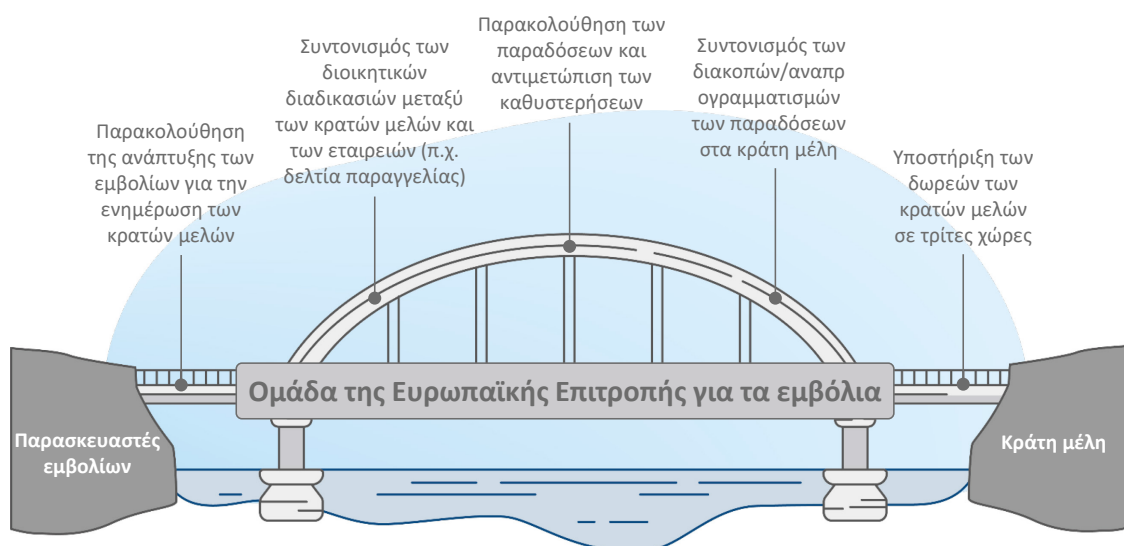 Παρακολούθηση
της ανάπτυξης των
εμβολίων για την
ενημέρωση των
κρατών μελών
Συντονισμός των
διοικητικών
διαδικασιών μεταξύ
των κρατών μελών και
των εταιρειών (π.χ.
δελτία παραγγελίας)
Παρακολούθηση των
παραδόσεων και
αντιμετώπιση των
καθυστερήσεων
Συντονισμός των
διακοπών/αναπρ
ογραμματισμών
των παραδόσεων
στα κράτη μέλη
Υποστήριξη των
δωρεών των
κρατών μελών
σε τρίτες χώρες
Ομάδα της Ευρωπαϊκής Επιτροπής για τα εμβόλια
Παρασκευαστές
εμβολίων
Κράτη μέλη